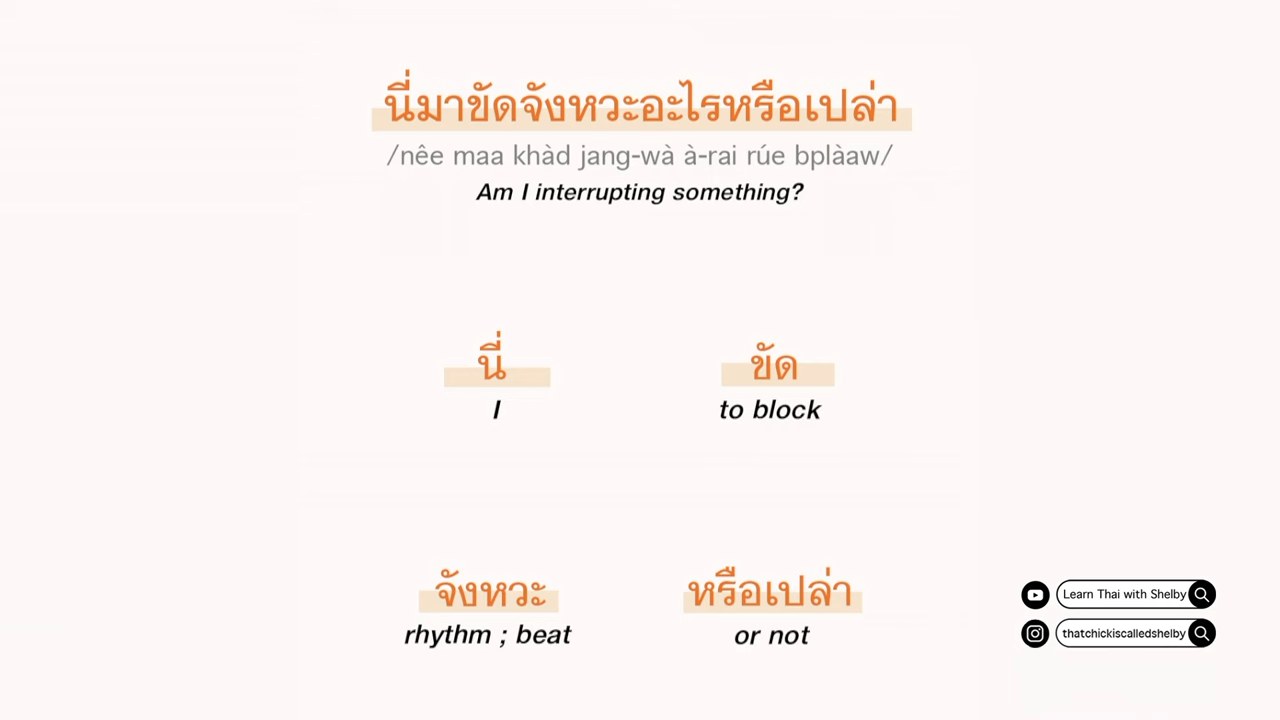 นี่มาขัดจังหวะอะไรหรือเปล่า
/nêe maa khàd jang-wà à-rai rúe bplàaw/
Am I interrupting something?
นี่
I
ขัด
to block
จังหวะ
rhythm ; beat
หรือเปล่า
or not
Learn Thai with Shelby
thatchickiscalledshelby